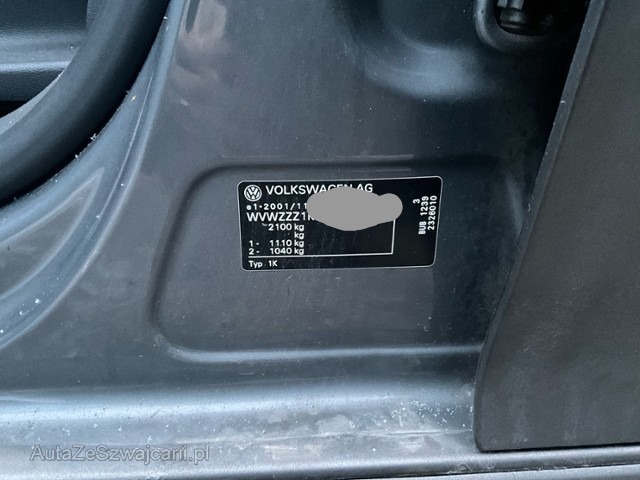 VOLKSWAGEN AG
e1*2001/11
WVWZZZ1K
2100 kg
kg
1- 1110 kg
2- 1040 kg
Typ 1K
3
BUB 1239
2326010
AutaZeSzwajcarii.pl